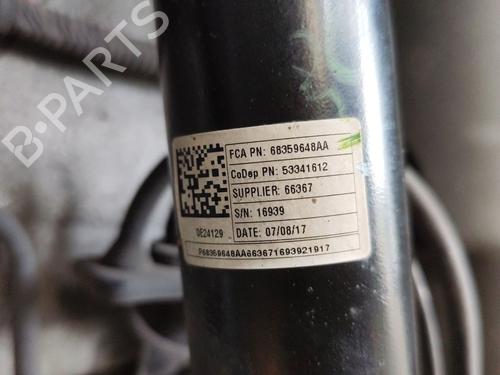 FCA PN: 68359648AA
CoDep PN: 53341612
SUPPLIER: 66367
S/N: 16939
0E24129
DATE: 07/08/17
P68359648AA663671693921917
B-PARTS